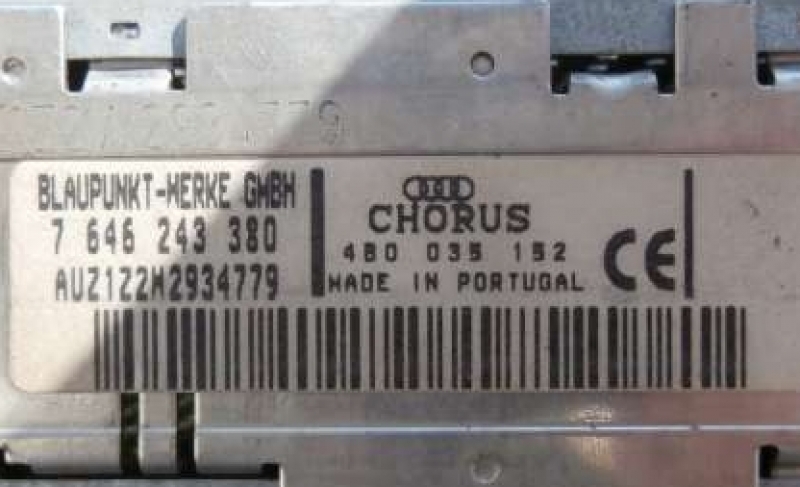 BLAUPUNKT-WERKE GMBH
7 646 243 380
AUZ1Z2M2934779
CHORUS
4B0 035 152
MADE IN PORTUGAL
CE